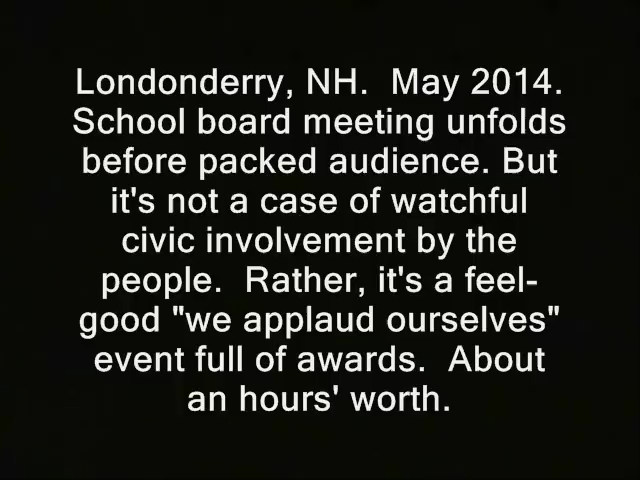 Londonderry, NH.  May 2014.
School board meeting unfolds
before packed audience. But
it's not a case of watchful
civic involvement by the
people.  Rather, it's a feel-
good "we applaud ourselves"
event full of awards.  About
an hours' worth.